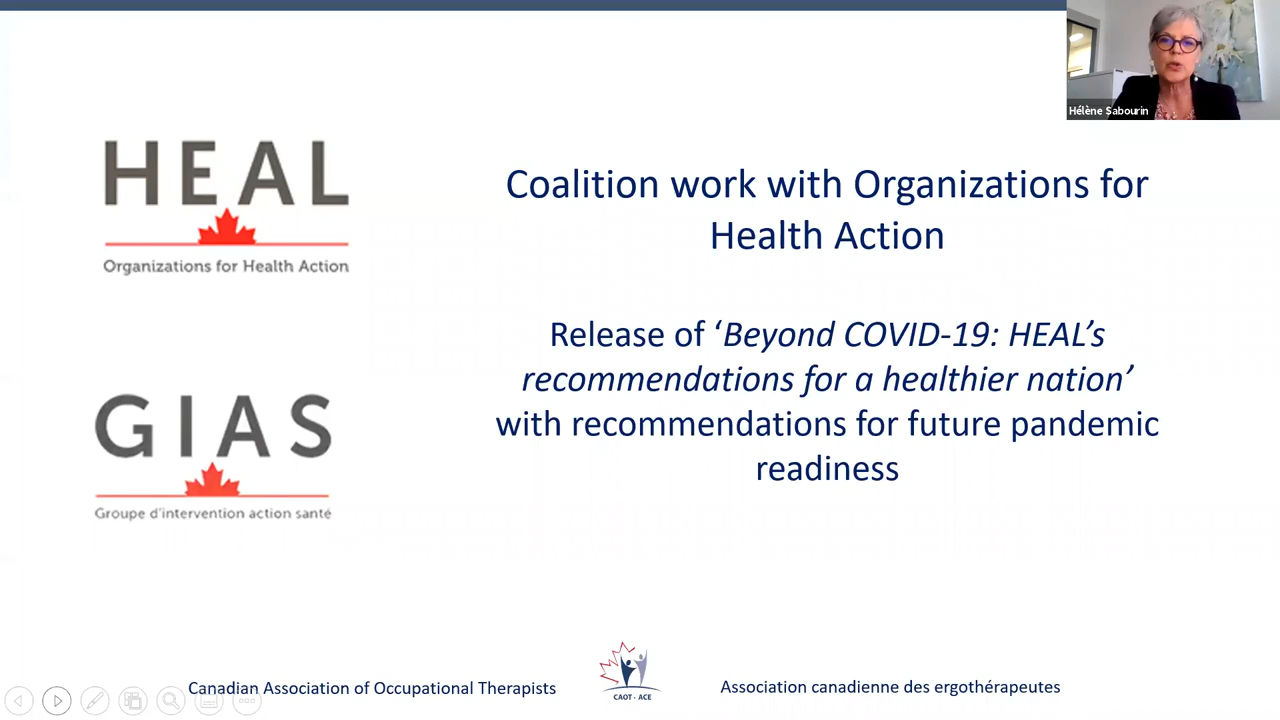 Hélène Sabourin
HEAL
Organizations for Health Action
GIAS
Groupe d'intervention action santé
Coalition work with Organizations for
Health Action
Release of ‘Beyond COVID-19: HEAL’s
recommendations for a healthier nation’
with recommendations for future pandemic
readiness
Canadian Association of Occupational Therapists
CAOT - ACE
Association canadienne des ergothérapeutes